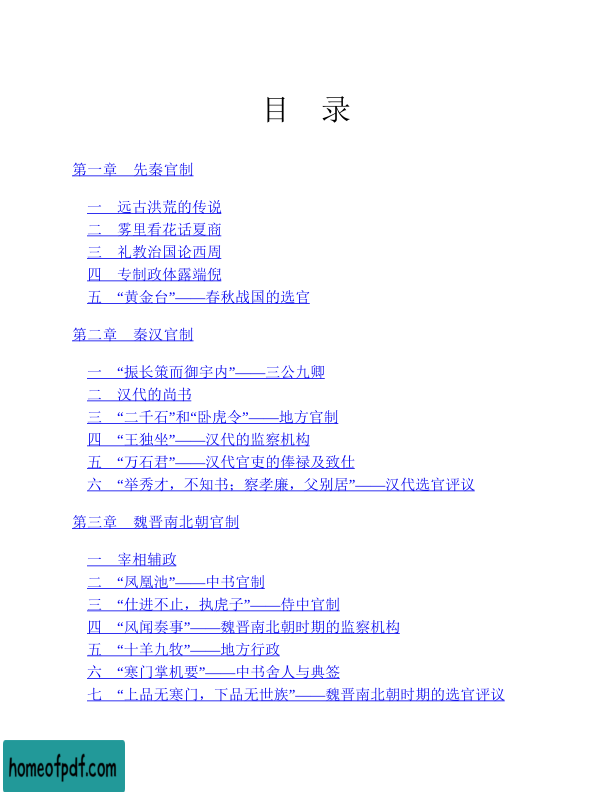 目　录
第一章　先秦官制
一　远古洪荒的传说
二　雾里看花话夏商
三　礼教治国论西周
四　专制政体露端倪
五　“黄金台”——春秋战国的选官
第二章　秦汉官制
一　“振长策而御宇内”——三公九卿
二　汉代的尚书
三　“二千石”和“卧虎令”——地方官制
四　“王独坐”——汉代的监察机构
五　“万石君”——汉代官吏的俸禄及致仕
六　“举秀才，不知书；察孝廉，父别居”——汉代选官评议
第三章　魏晋南北朝官制
一　宰相辅政
二　“凤凰池”——中书官制
三　“仕进不止，执虎子”——侍中官制
四　“风闻奏事”——魏晋南北朝时期的监察机构
五　“十羊九牧”——地方行政
六　“寒门掌机要”——中书舍人与典签
七　“上品无寒门，下品无世族”——魏晋南北朝时期的选官评议
homeofpdf.com